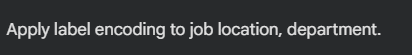 Apply label encoding to job location, department.